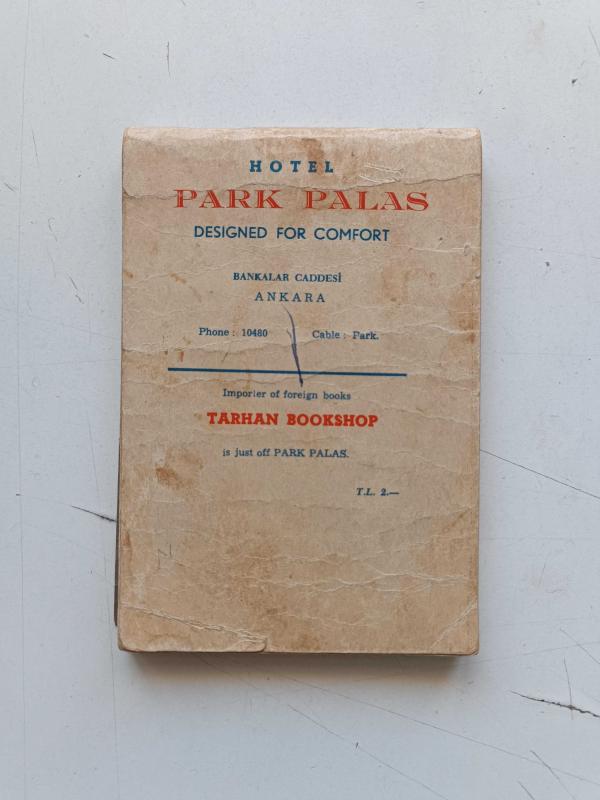 HOTEL
PARK PALAS
DESIGNED FOR COMFORT
BANKALAR CADDESİ
ANKARA
Phone : 10480 Cable : Park.
Importer of foreign books
TARHAN BOOKSHOP
is just off PARK PALAS.
T.L. 2.—